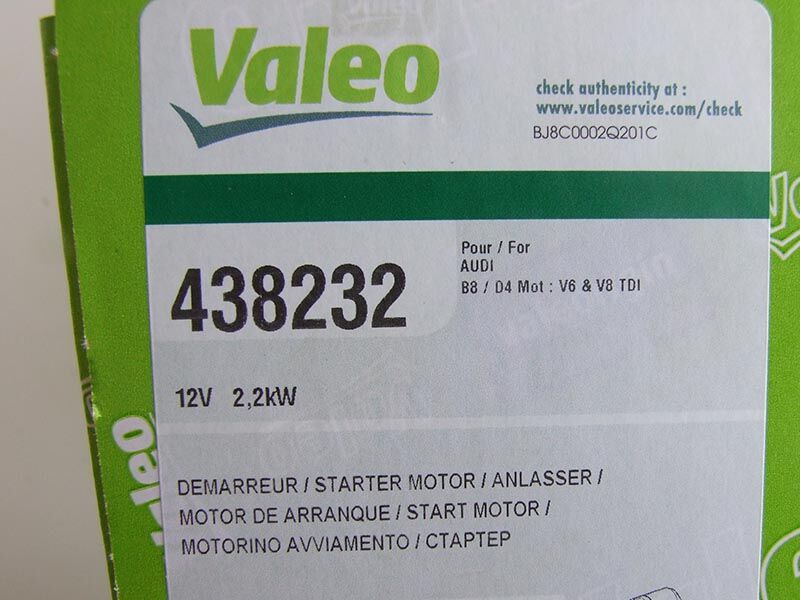 Valeo
check authenticity at :
www.valeoservice.com/check
BJ8C0002Q201C
438232
Pour / For
AUDI
B8 / D4 Mot : V6 & V8 TDI
12V 2,2kW
DEMARREUR / STARTER MOTOR / ANLASSER /
MOTOR DE ARRANQUE / START MOTOR /
MOTORINO AVVIAMENTO / СТАРТЕР